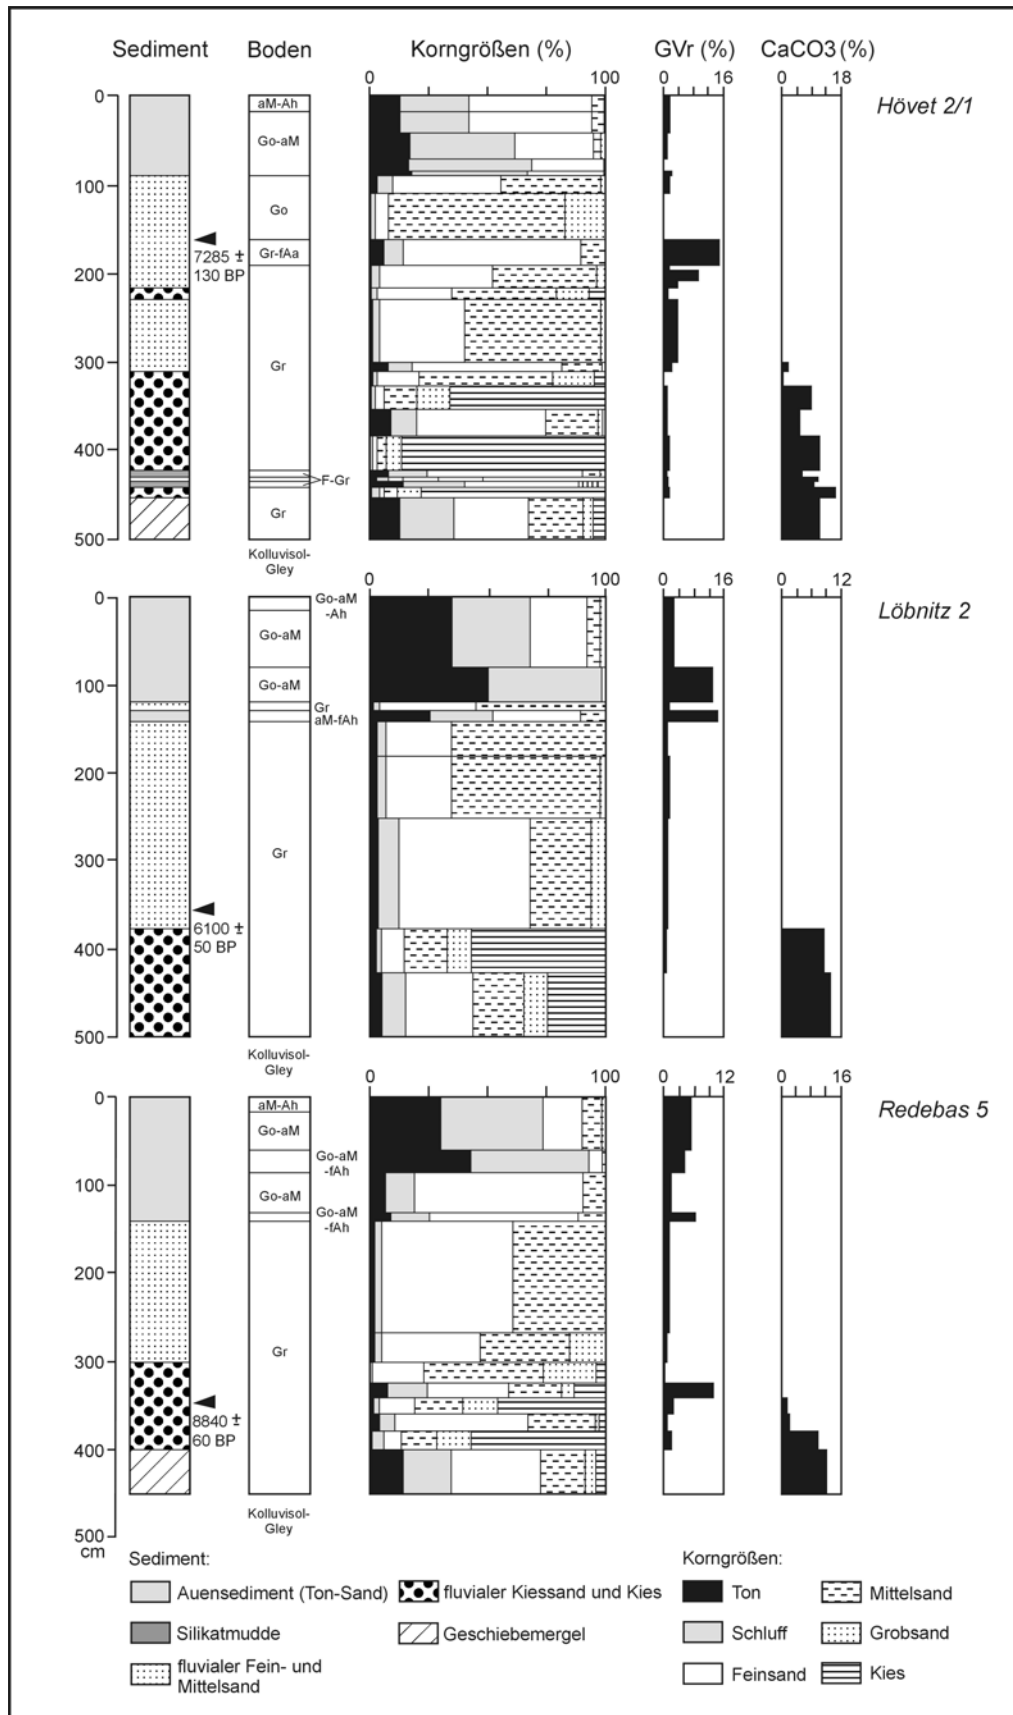 Sediment Boden Korngrößen (%) GVr (%) CaCO3 (%)
0 100 0 16 0 18
Hövet 2/1
0
100
200
300
400
500
7285 ±
130 BP
aM-Ah
Go-aM
Go
Gr-fAa
Gr
F-Gr
Gr
Kolluvisol-
Gley
0 100 0 16 0 12
Löbnitz 2
0
100
200
300
400
500
6100 ±
50 BP
Go-aM
-Ah
Go-aM
Go-aM
Gr
aM-fAh
Gr
Kolluvisol-
Gley
0 100 0 12 0 16
Redebas 5
0
100
200
300
400
500
cm
8840 ±
60 BP
aM-Ah
Go-aM
Go-aM
-fAh
Go-aM
Go-aM
-fAh
Gr
Kolluvisol-
Gley
Sediment:
Auensediment (Ton-Sand)
Silikatmudde
fluvialer Fein- und
Mittelsand
fluvialer Kiessand und Kies
Geschiebemergel
Korngrößen:
Ton
Schluff
Feinsand
Mittelsand
Grobsand
Kies